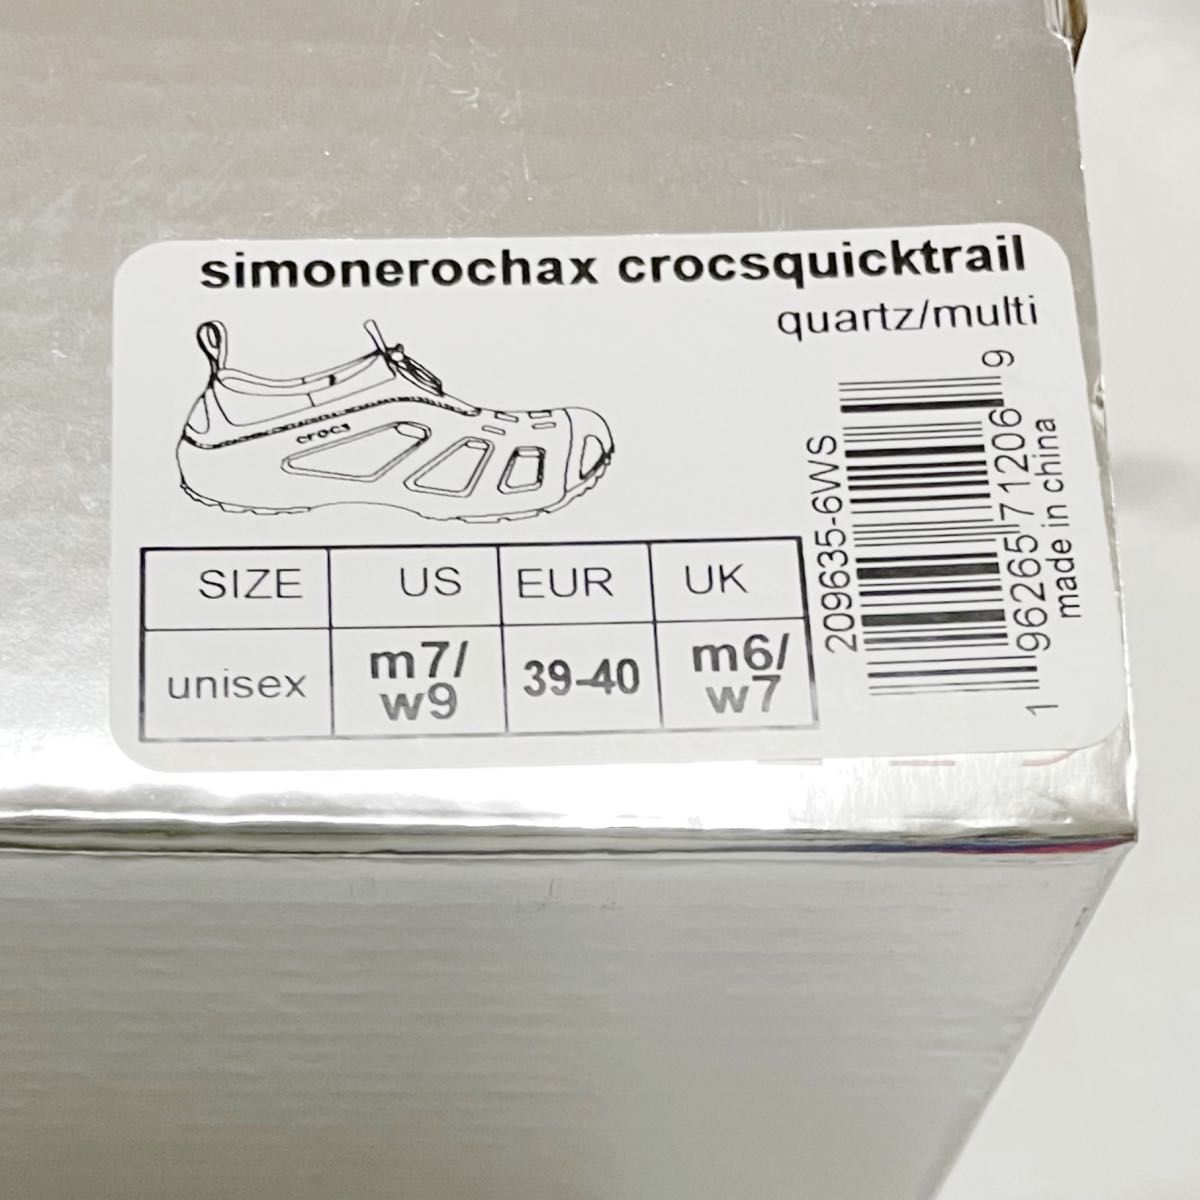 simonerochax crocsquicktrail
quartz/multi
crocs
SIZE US EUR UK
unisex m7/w9 39-40 m6/w7
209635-6WS
1 96265 71206 9
made in china